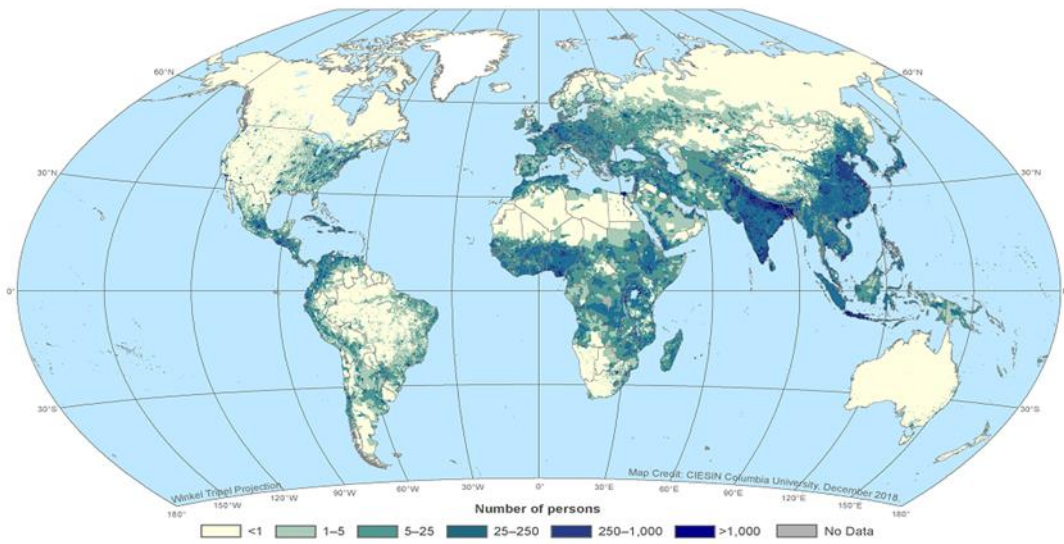 60°N
60°N
30°N
30°N
0°
0°
30°S
30°S
Winkel Tripel Projection
Map Credit: CIESIN Columbia University, December 2018.
180°
150°W
120°W
90°W
60°W
30°W
0°
30°E
60°E
90°E
120°E
150°E
180°
Number of persons
<1
1–5
5–25
25–250
250–1,000
>1,000
No Data